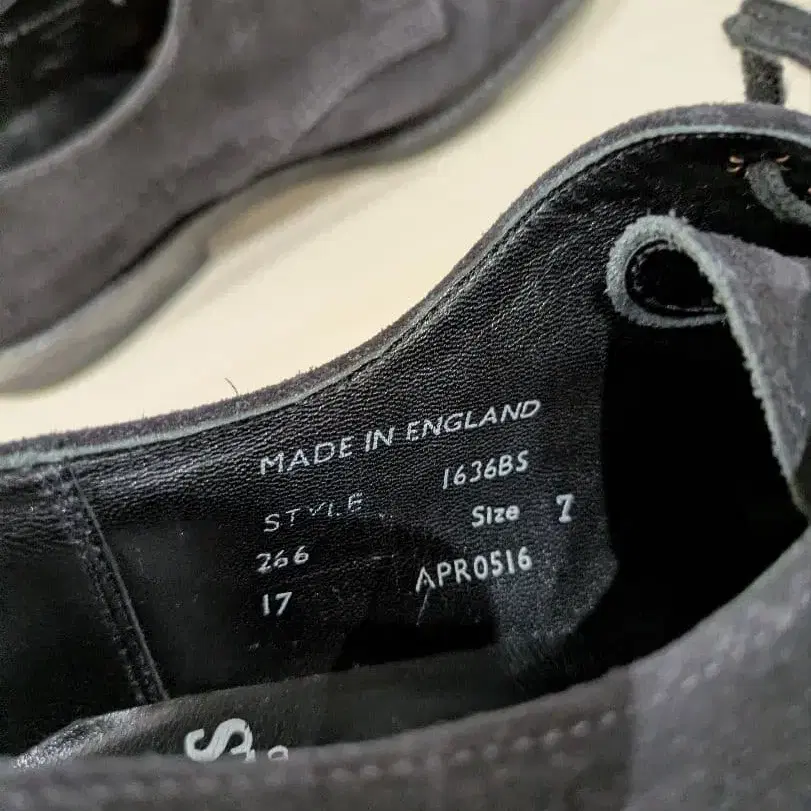 MADE IN ENGLAND
STYLE 1636BS
266 Size 7
17 APR0516
S